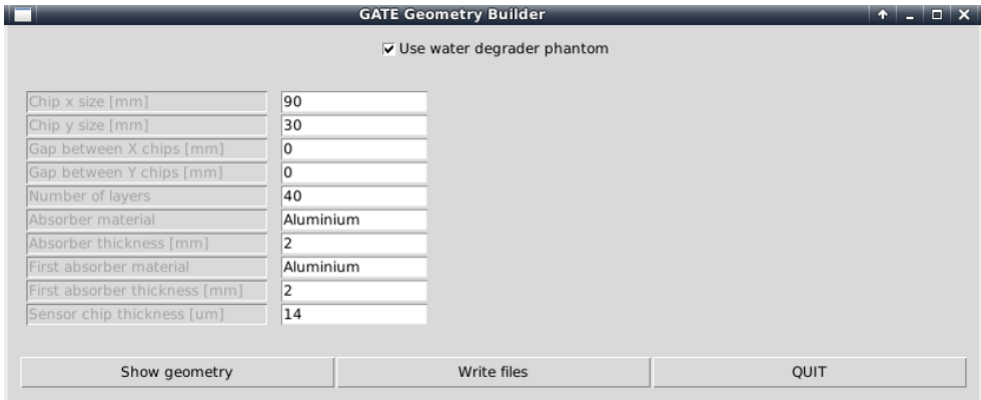 GATE Geometry Builder
Use water degrader phantom
Chip x size [mm] 90
Chip y size [mm] 30
Gap between X chips [mm] 0
Gap between Y chips [mm] 0
Number of layers 40
Absorber material Aluminium
Absorber thickness [mm] 2
First absorber material Aluminium
First absorber thickness [mm] 2
Sensor chip thickness [um] 14
Show geometry Write files QUIT